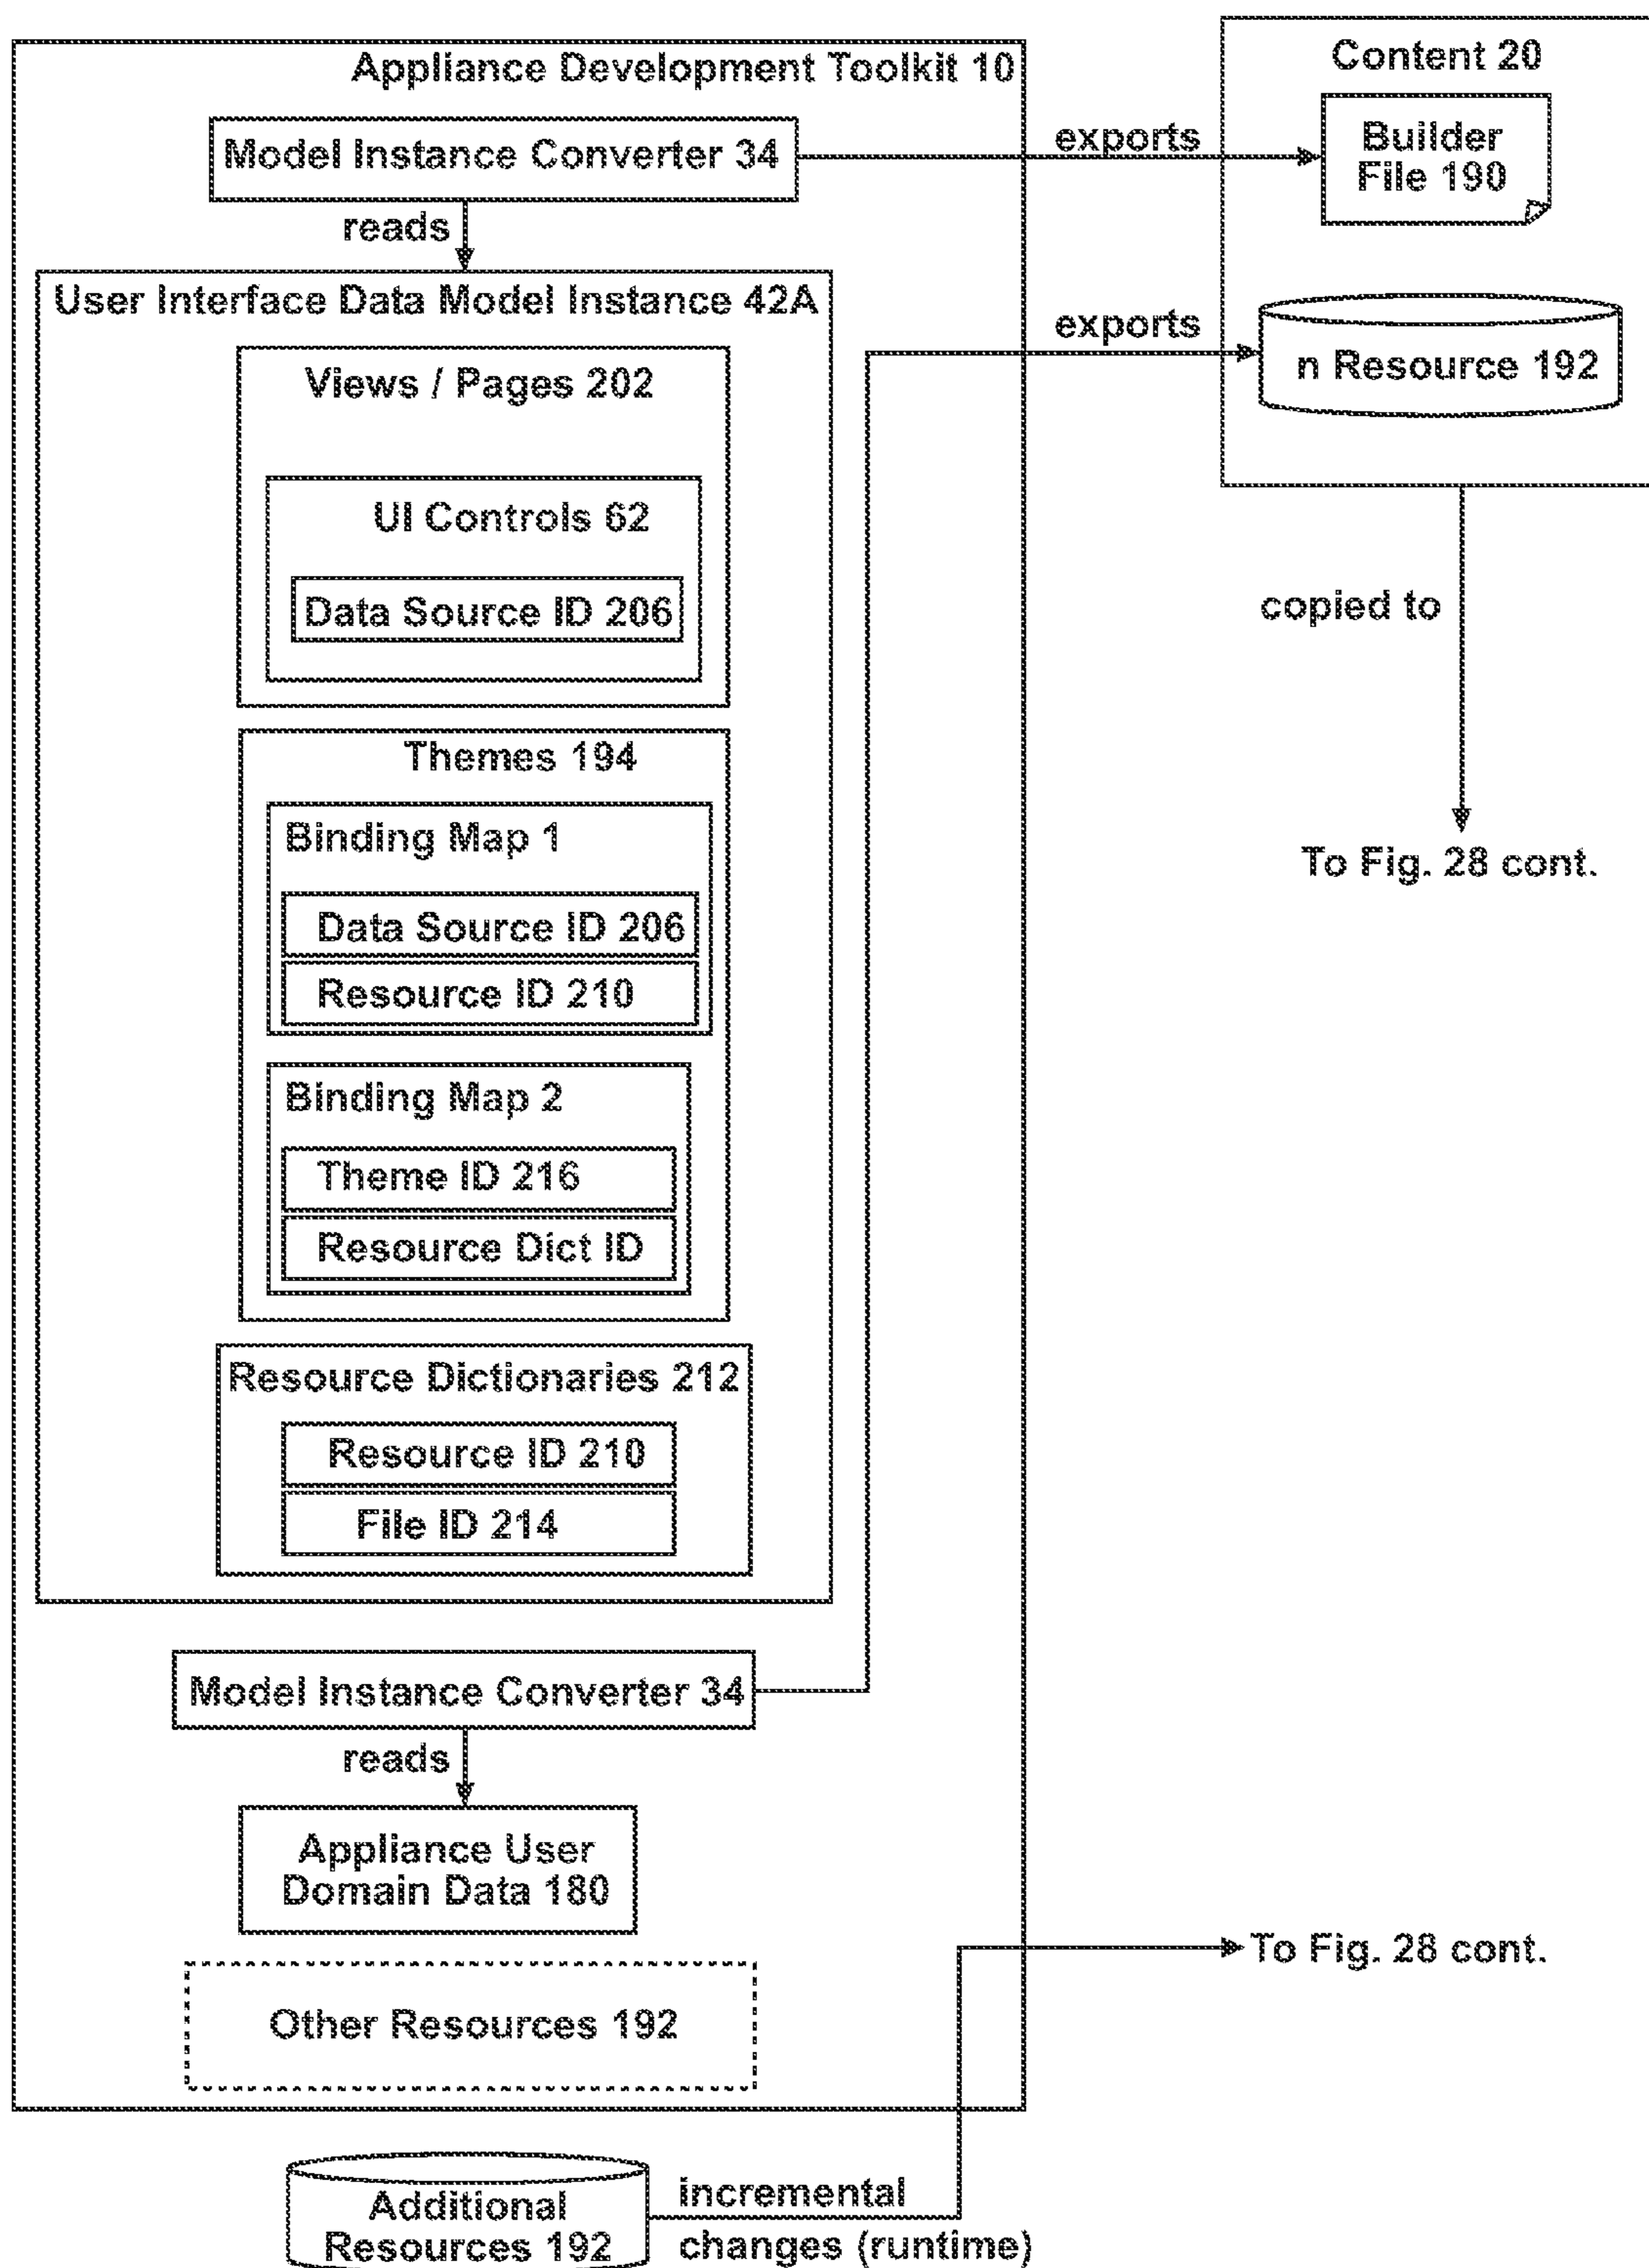 Appliance Development Toolkit 10
Content 20
Model Instance Converter 34
exports
Builder
File 190
reads
User Interface Data Model Instance 42A
exports
n Resource 192
Views / Pages 202
UI Controls 62
Data Source ID 206
copied to
Themes 194
Binding Map 1
To Fig. 28 cont.
Data Source ID 206
Resource ID 210
Binding Map 2
Theme ID 216
Resource Dict ID
Resource Dictionaries 212
Resource ID 210
File ID 214
Model Instance Converter 34
reads
Appliance User
Domain Data 180
To Fig. 28 cont.
Other Resources 192
Additional
Resources 192
incremental
changes (runtime)